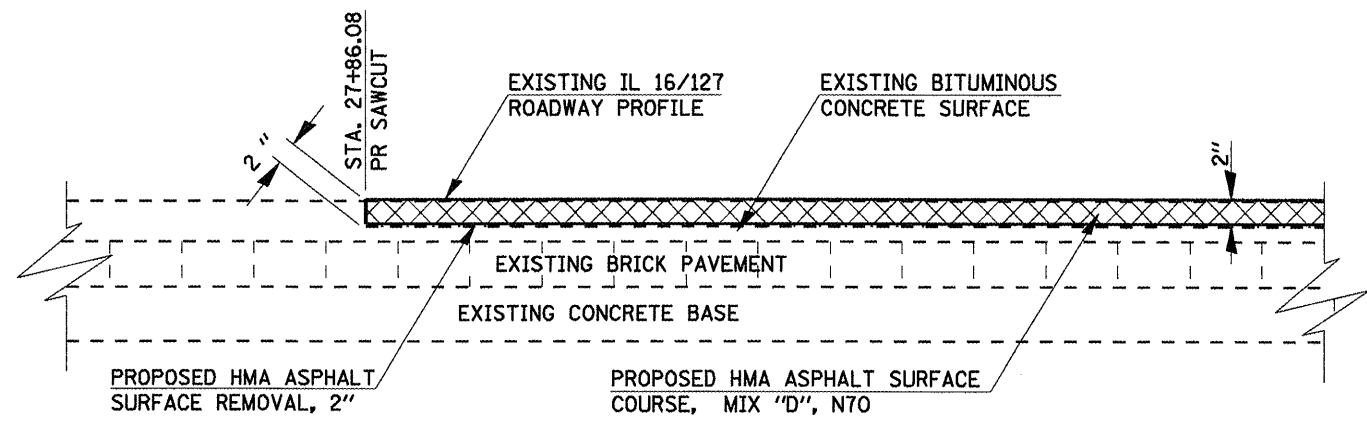 STA. 27+86.08
PR SAWCUT
2"
EXISTING IL 16/127
ROADWAY PROFILE
EXISTING BITUMINOUS
CONCRETE SURFACE
2"
EXISTING BRICK PAVEMENT
EXISTING CONCRETE BASE
PROPOSED HMA ASPHALT
SURFACE REMOVAL, 2"
PROPOSED HMA ASPHALT SURFACE
COURSE, MIX "D", N70